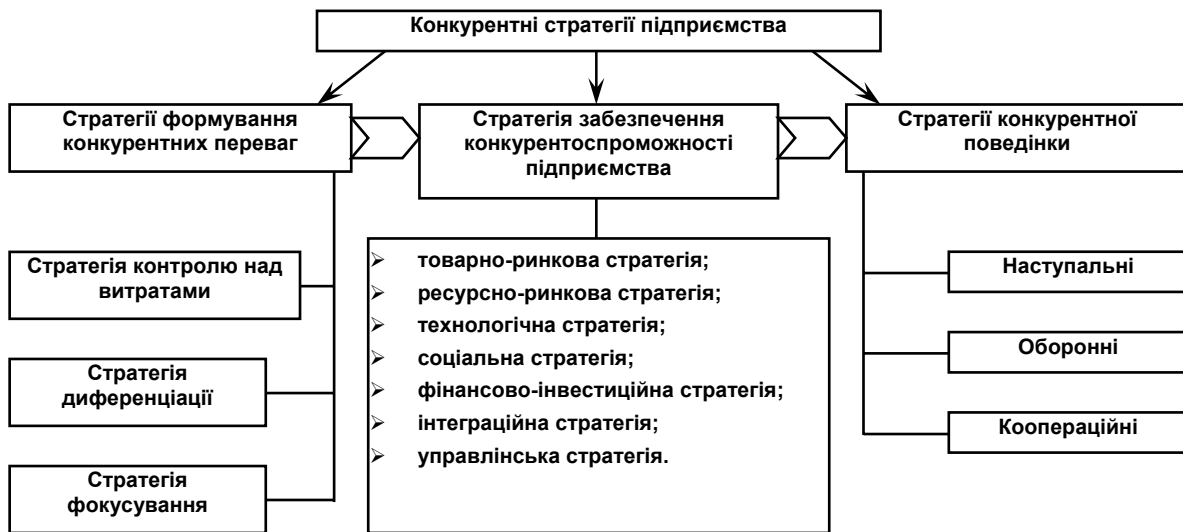 Конкурентні стратегії підприємства
Стратегії формування
конкурентних переваг
Стратегія забезпечення
конкурентоспроможності
підприємства
Стратегії конкурентної
поведінки
Стратегія контролю над
витратами
Стратегія
диференціації
Стратегія
фокусування
товарно-ринкова стратегія;
ресурсно-ринкова стратегія;
технологічна стратегія;
соціальна стратегія;
фінансово-інвестиційна стратегія;
інтеграційна стратегія;
управлінська стратегія.
Наступальні
Оборонні
Коопераційні